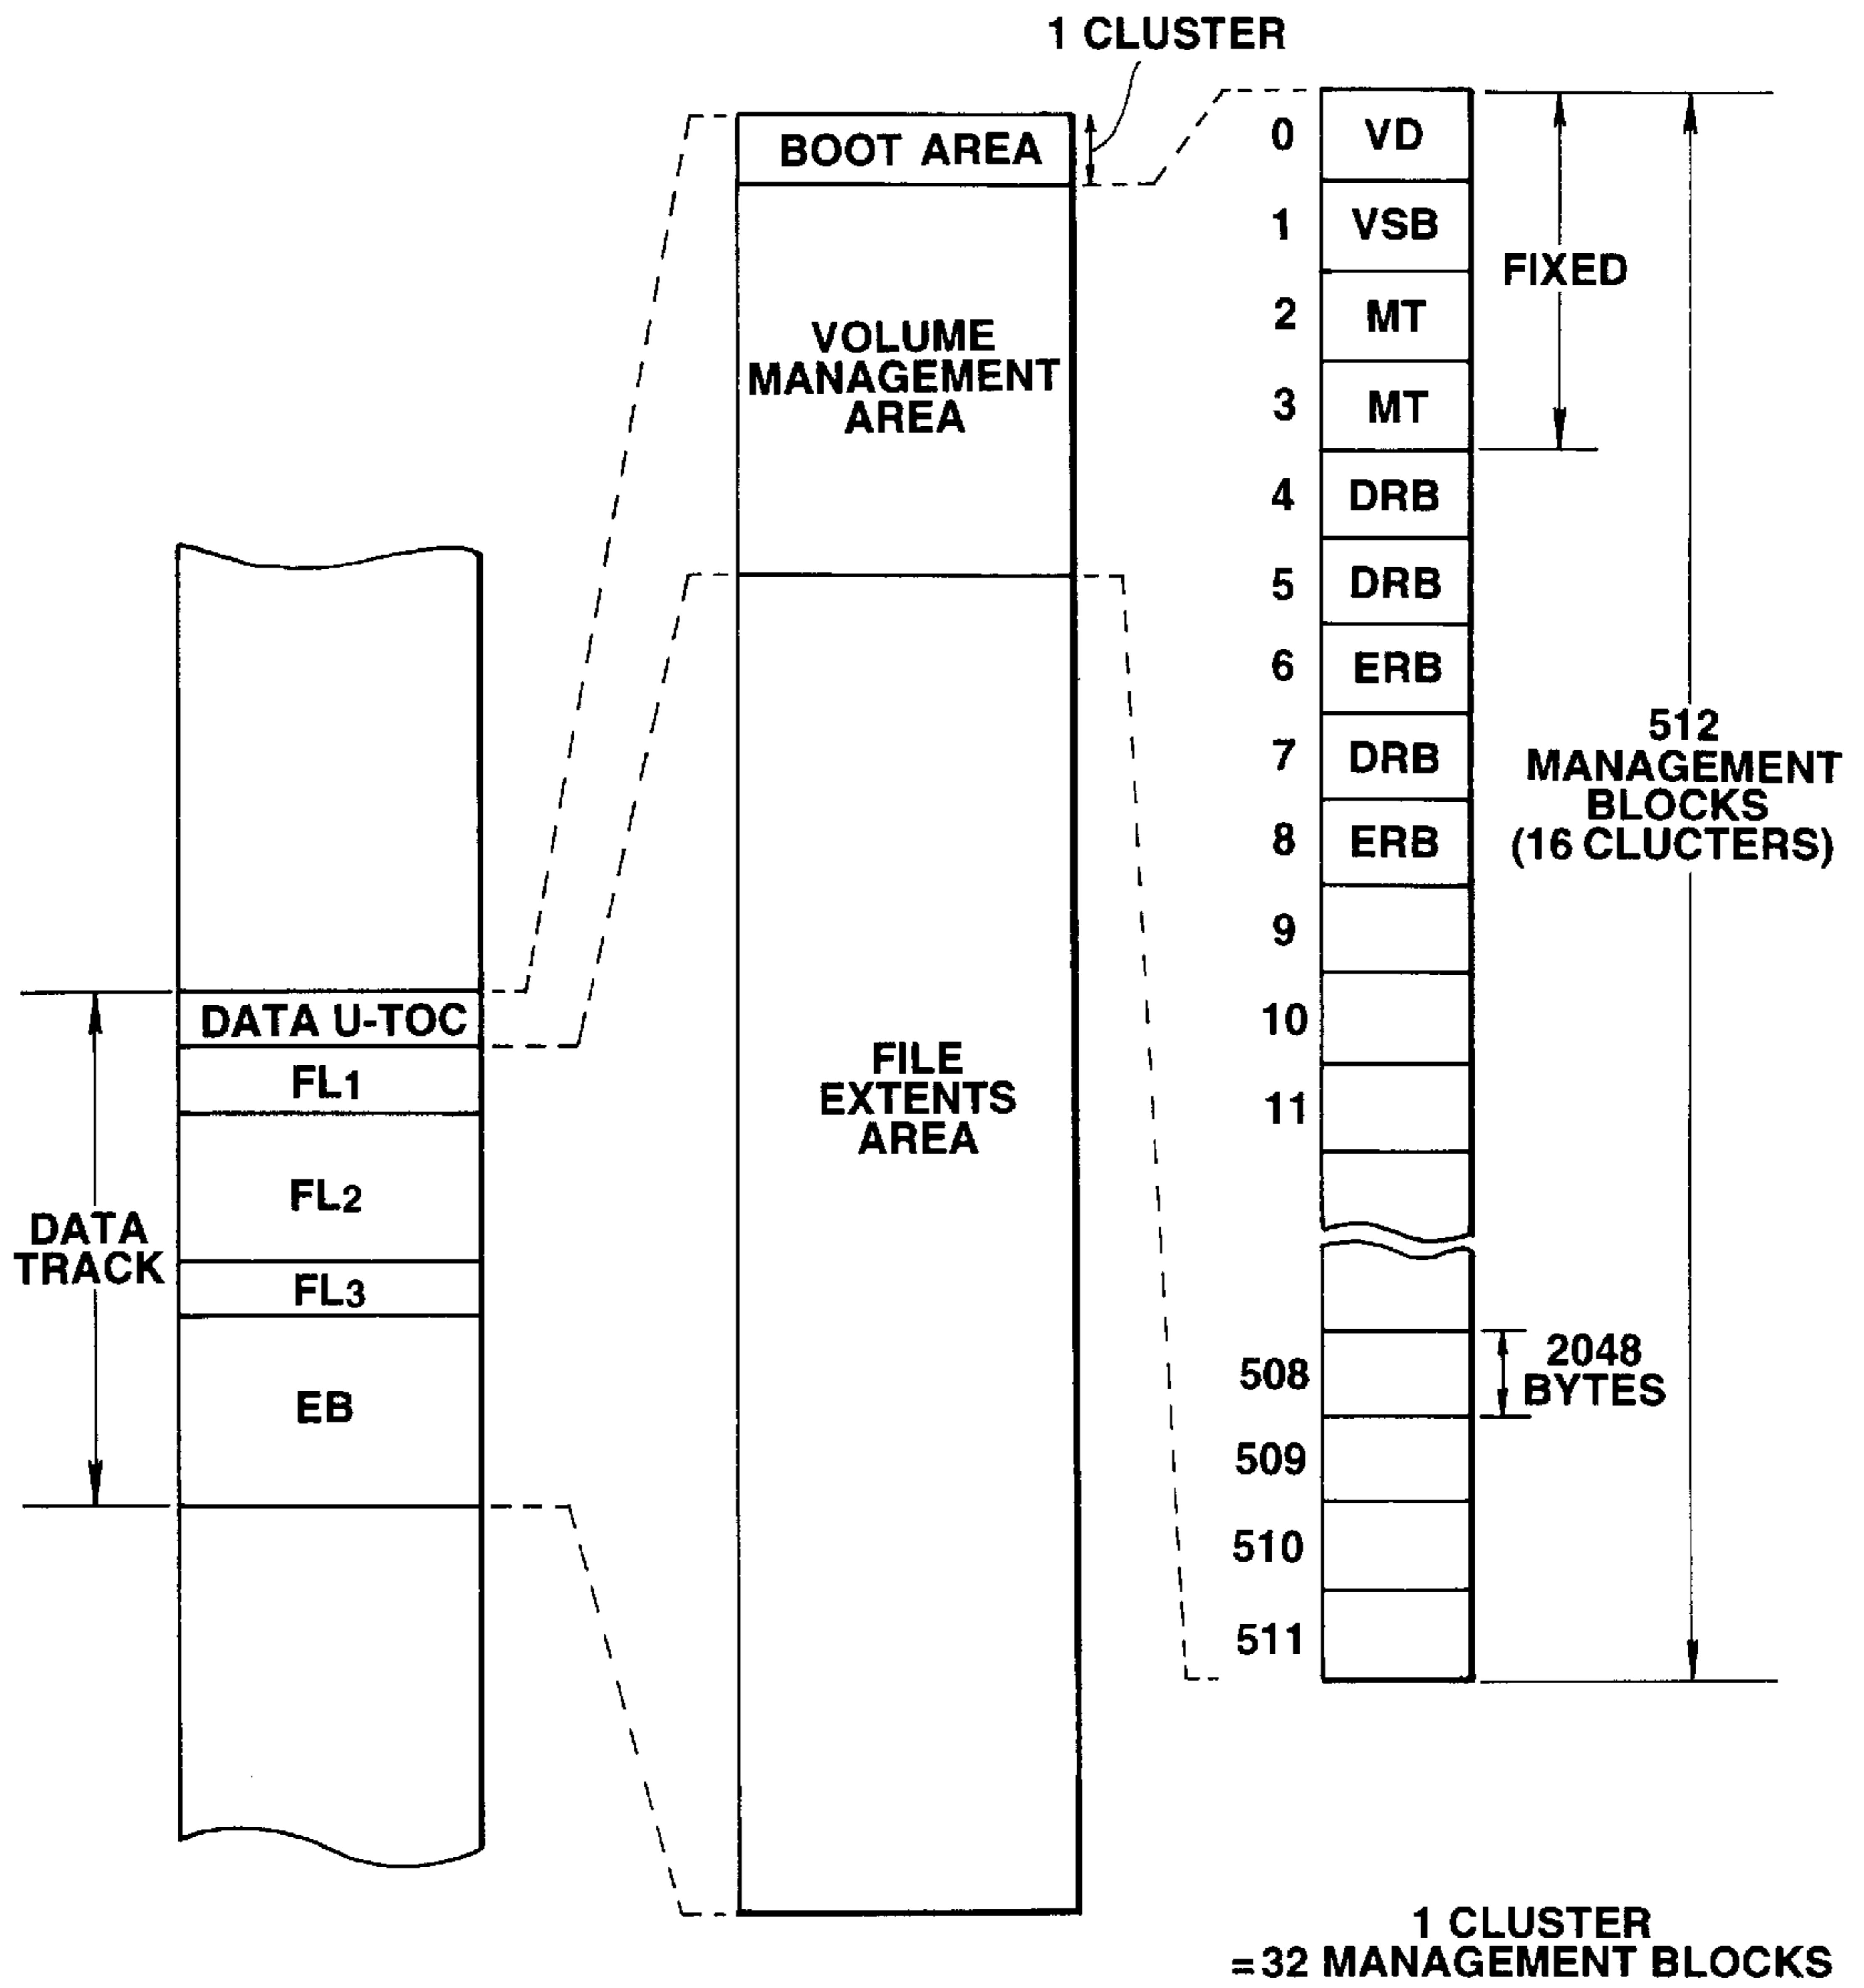 1 CLUSTER
BOOT AREA
VOLUME
MANAGEMENT
AREA
FILE
EXTENTS
AREA
DATA U-TOC
FL1
FL2
FL3
EB
DATA
TRACK
0 VD
1 VSB
2 MT
3 MT
4 DRB
5 DRB
6 ERB
7 DRB
8 ERB
9
10
11
508
509
510
511
FIXED
512
MANAGEMENT
BLOCKS
(16 CLUCTERS)
2048
BYTES
1 CLUSTER
=32 MANAGEMENT BLOCKS